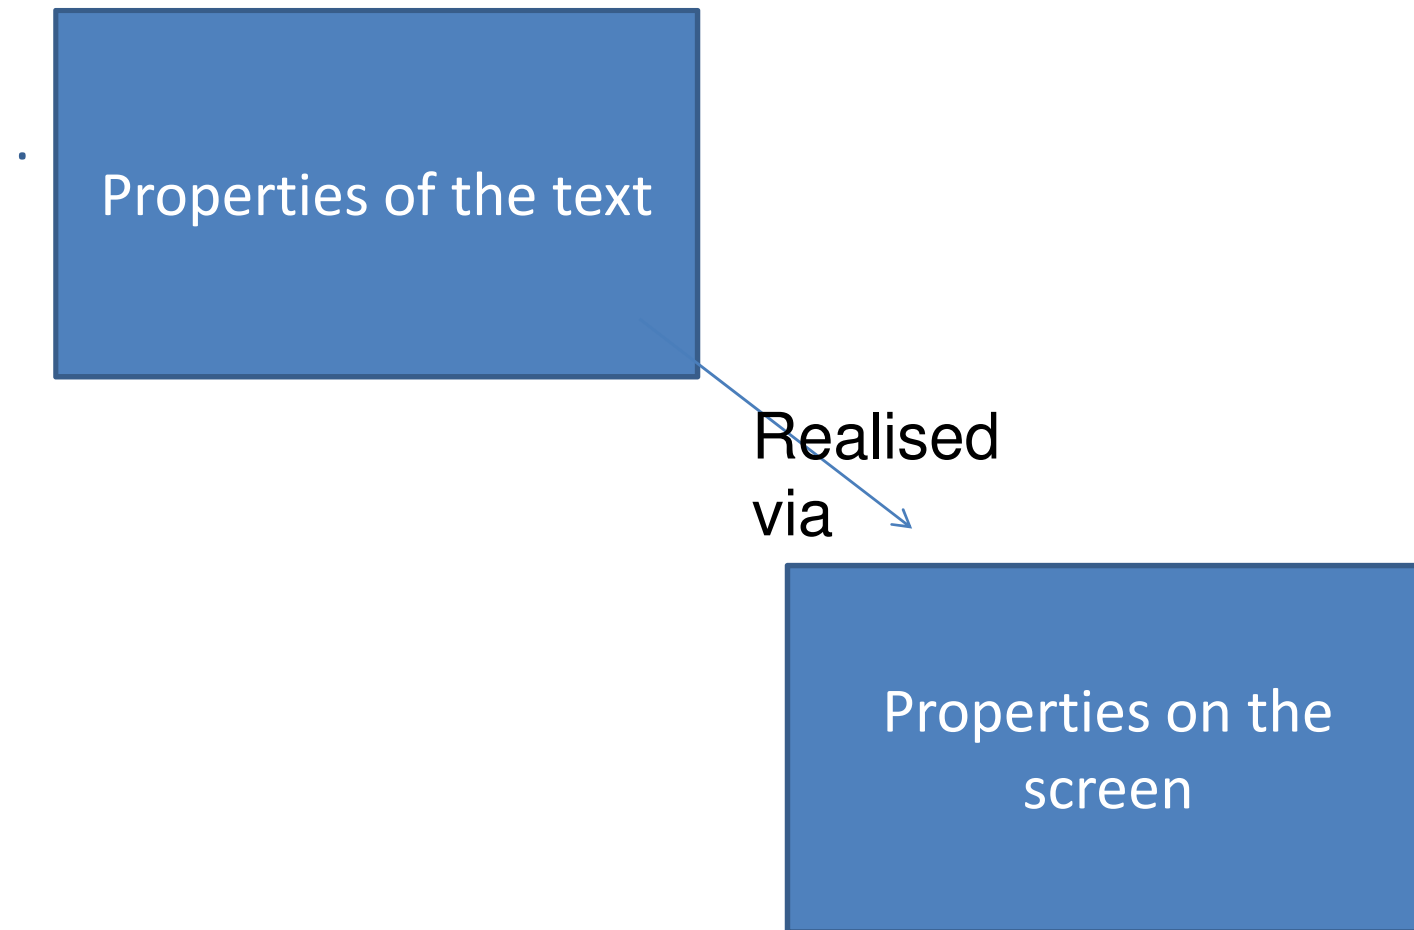 Properties of the text
Realised
via
Properties on the
screen